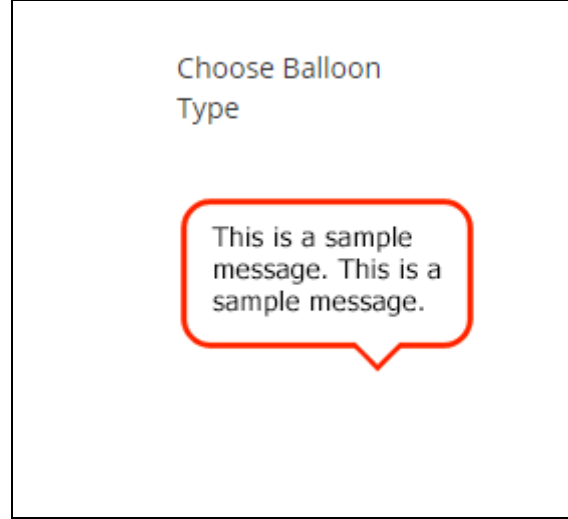 Choose Balloon
Type
This is a sample
message. This is a
sample message.